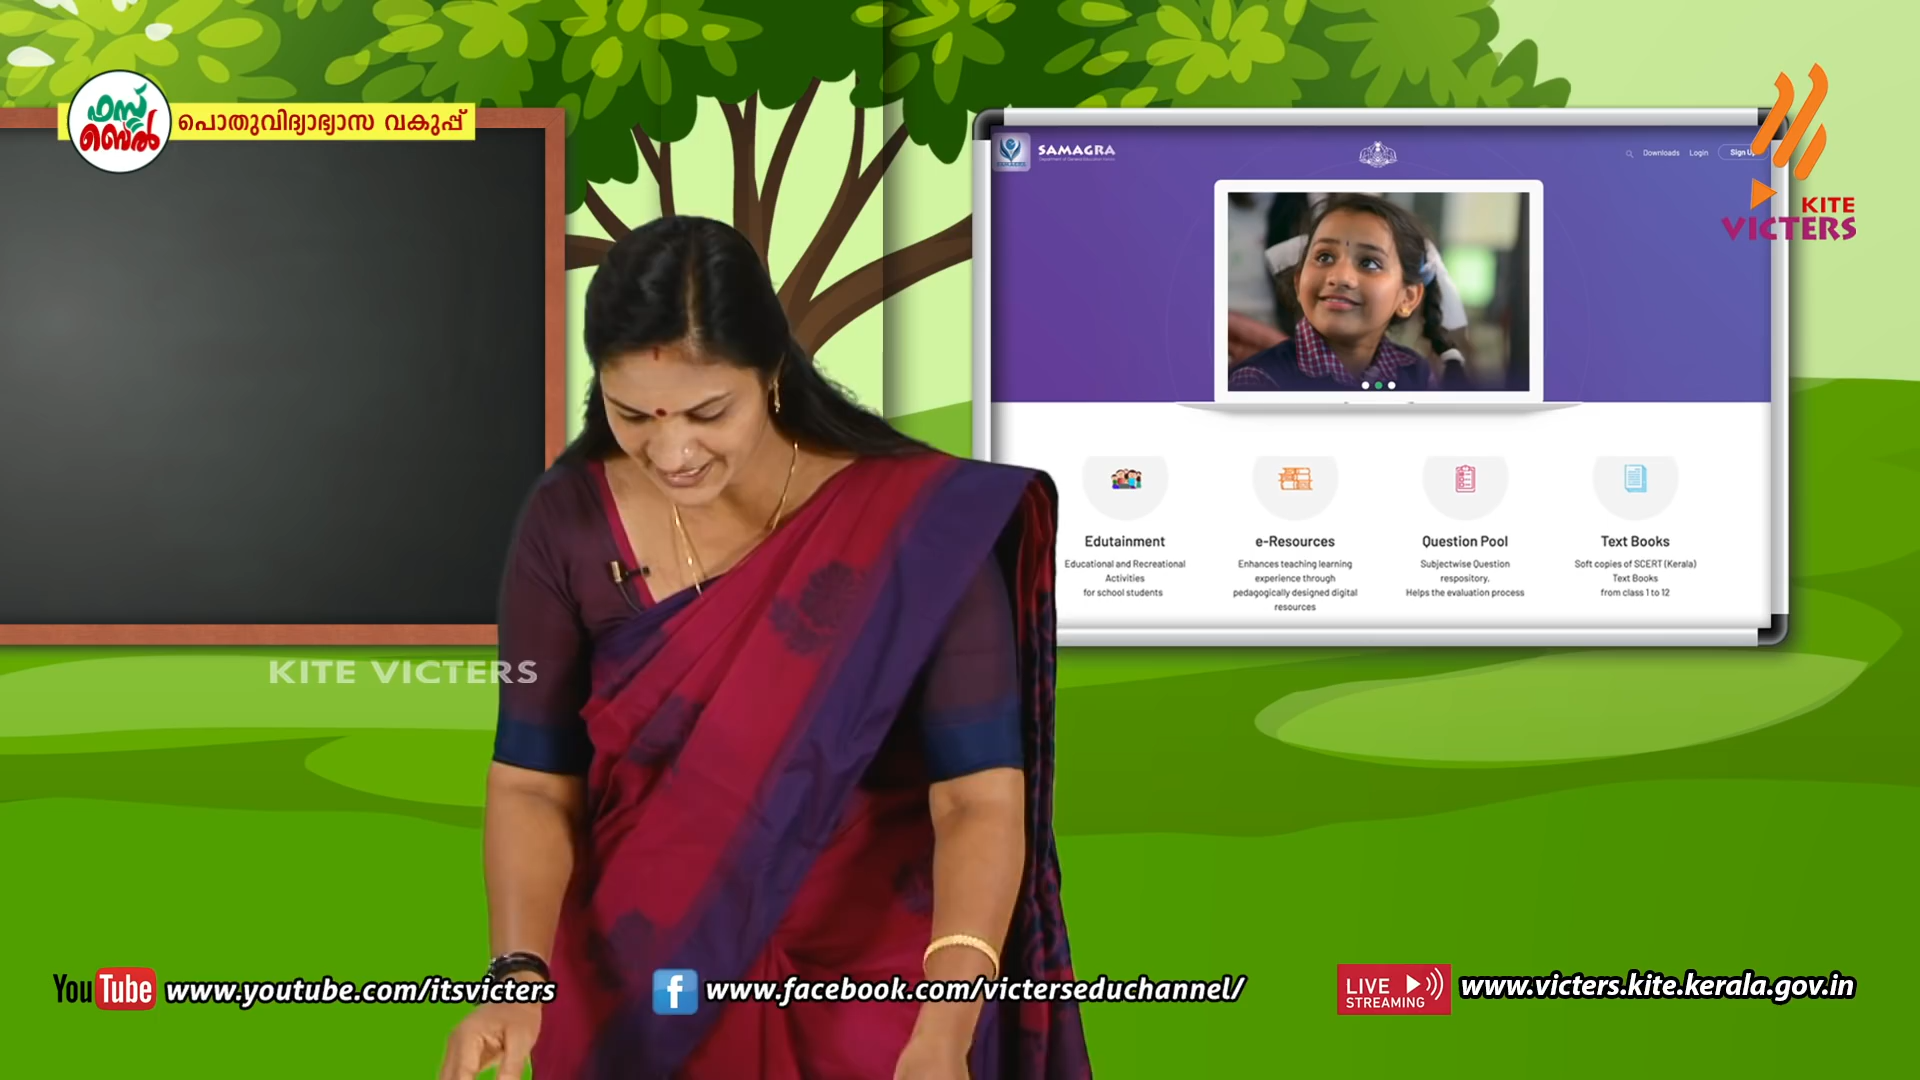 ഫസ്റ്റ്
ബെൽ
പൊതുവിദ്യാഭ്യാസ വകുപ്പ്
SAMAGRA
Downloads
Login
Sign Up
KITE
VICTERS
Edutainment
Educational and Recreational
Activities
for school students
e-Resources
Enhances teaching learning
experience through
pedagogically designed digital
resources
Question Pool
Subjectwise Question
respository.
Helps the evaluation process
Text Books
Soft copies of SCERT (Kerala)
Text Books
from class 1 to 12
KITE VICTERS
YouTube www.youtube.com/itsvicters
f www.facebook.com/victerseduchannel/
LIVE
STREAMING
www.victers.kite.kerala.gov.in